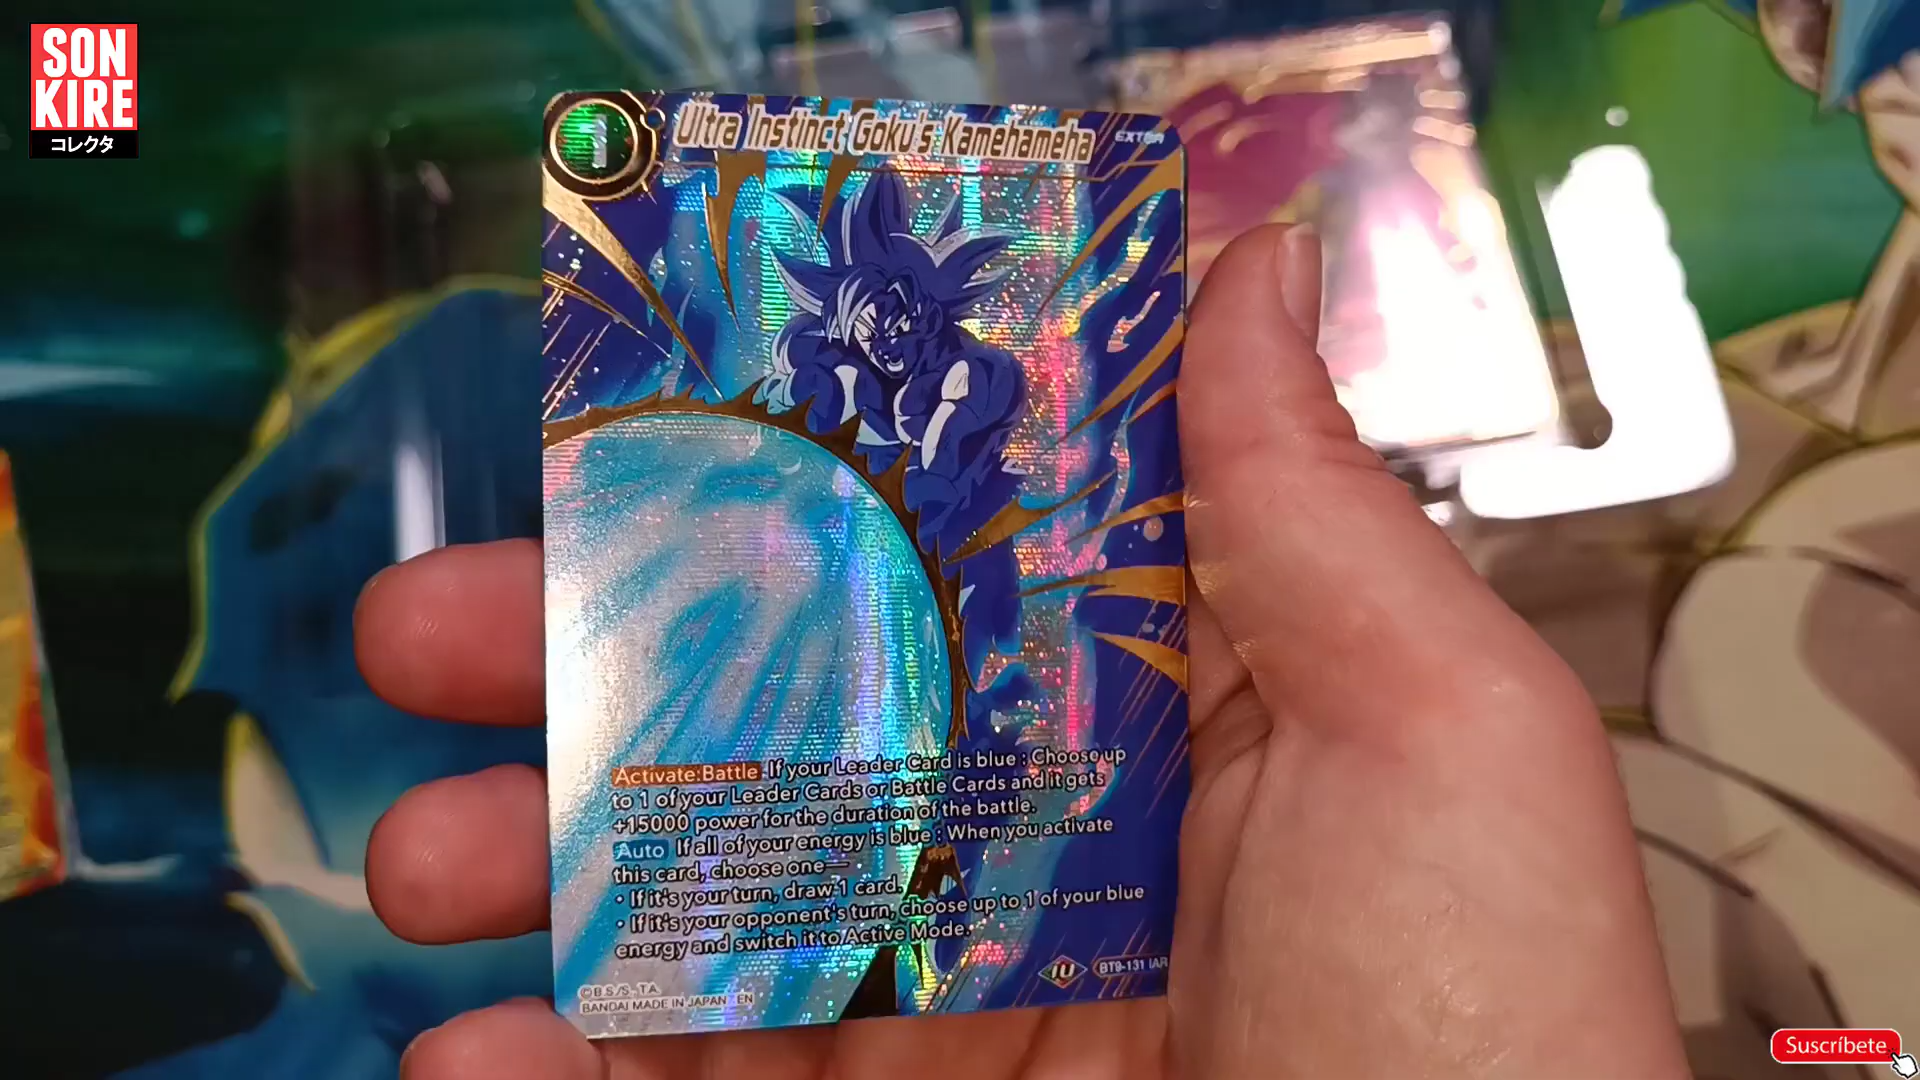 SON
KIRE
コレクタ
1
Ultra Instinct Goku's Kamehameha
EXTRA
Activate:Battle If your Leader Card is blue : Choose up
to 1 of your Leader Cards or Battle Cards and it gets
+15000 power for the duration of the battle.
Auto If all of your energy is blue : When you activate
this card, choose one—
・If it's your turn, draw 1 card.
・If it's your opponent's turn, choose up to 1 of your blue
energy and switch it to Active Mode.
IU
BT9-131 IAR
©B.S./S., T.A.
BANDAI MADE IN JAPAN EN
Suscríbete